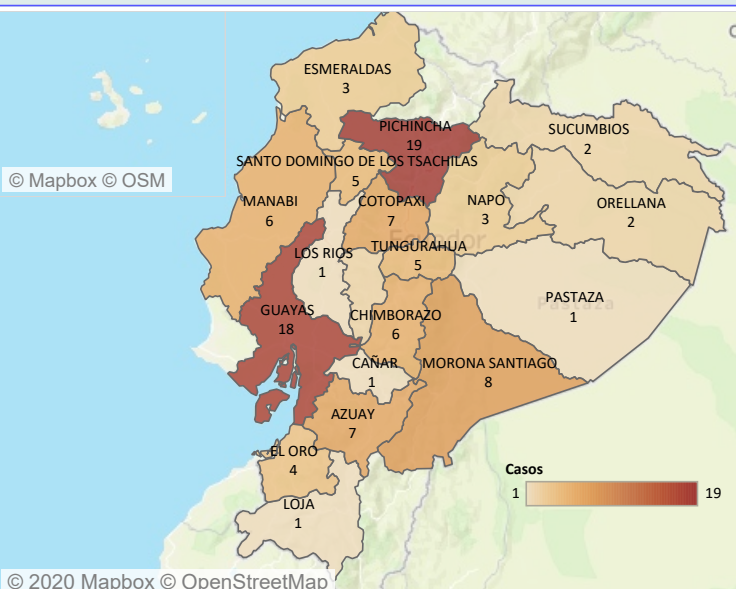 ESMERALDAS
3
PICHINCHA
19
SUCUMBIOS
2
SANTO DOMINGO DE LOS TSACHILAS
5
© Mapbox © OSM
MANABI
6
COTOPAXI
7
NAPO
3
ORELLANA
2
Ecuador
TUNGURAHUA
5
LOS RIOS
1
PASTAZA
1
Pastaza
GUAYAS
18
CHIMBORAZO
6
CAÑAR
1
MORONA SANTIAGO
8
AZUAY
7
EL ORO
4
Casos
1 19
LOJA
1
© 2020 Mapbox © OpenStreetMap